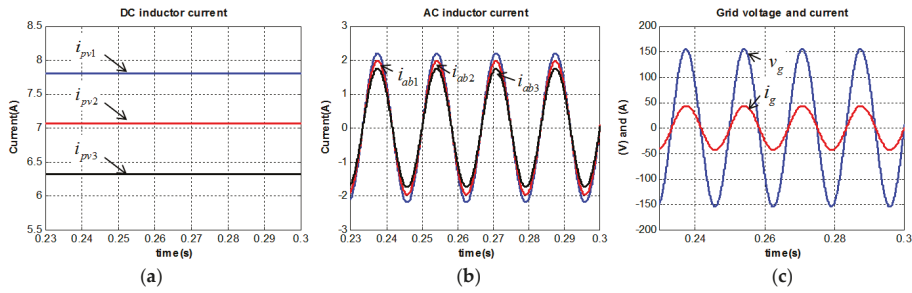 DC inductor current
Current(A)
8.5
8
7.5
7
6.5
6
5.5
i_pv1
i_pv2
i_pv3
0.23 0.24 0.25 0.26 0.27 0.28 0.29 0.3
time(s)
(a)
AC inductor current
Current(A)
3
2
1
0
-1
-2
-3
i_ab1 i_ab2 i_ab3
0.23 0.24 0.25 0.26 0.27 0.28 0.29 0.3
time(s)
(b)
Grid voltage and current
(V) and (A)
200
150
100
50
0
-50
-100
-150
-200
v_g
i_g
0.24 0.26 0.28 0.3
time(s)
(c)